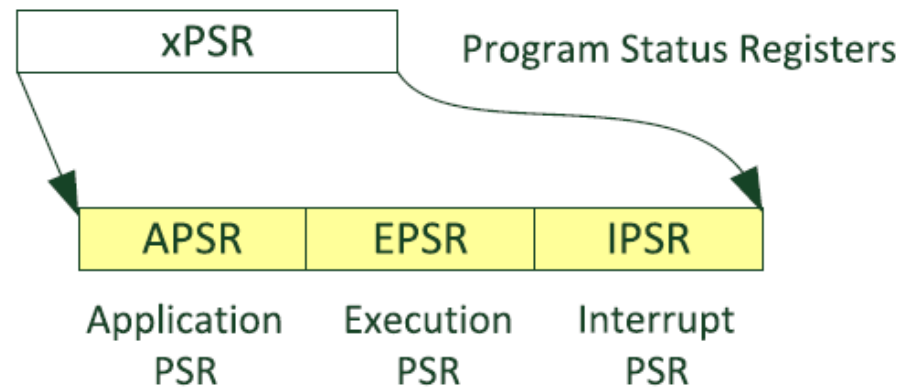 xPSR
Program Status Registers
APSR EPSR IPSR
Application Execution Interrupt
PSR PSR PSR